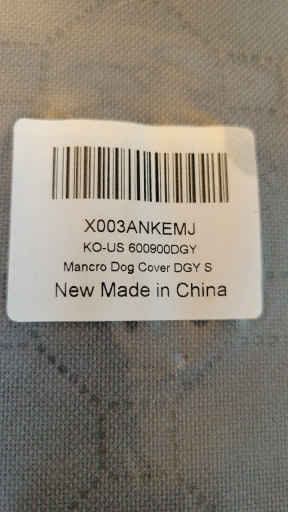 X003ANKEMJ
KO-US 600900DGY
Mancro Dog Cover DGY S
New Made in China